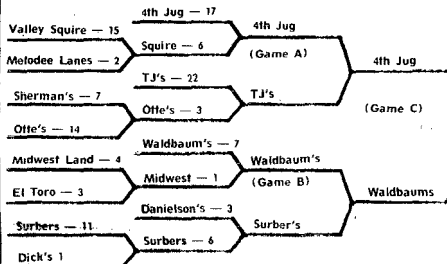 4th Jug — 17
Valley Squire — 15
4th Jug
Squire — 6
(Game A)
Melodee Lanes — 2
4th Jug
TJ's — 22
Sherman's — 7
TJ's
Otte's — 3
(Game C)
Otte's — 14
Waldbaum's — 7
Midwest Land — 4
Waldbaum's
Midwest — 1
(Game B)
El Toro — 3
Waldbaums
Danielson's — 3
Surbers — 11
Surber's
Surbers — 6
Dick's 1